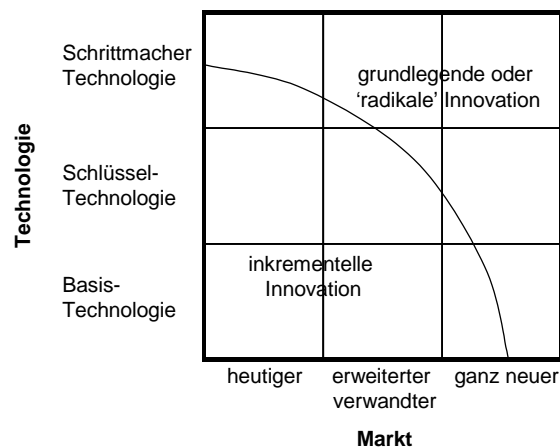 Schrittmacher
Technologie
grundlegende oder
‘radikale’ Innovation
Technologie
Schlüssel-
Technologie
inkrementelle
Innovation
Basis-
Technologie
heutiger
erweiterter
verwandter
ganz neuer
Markt